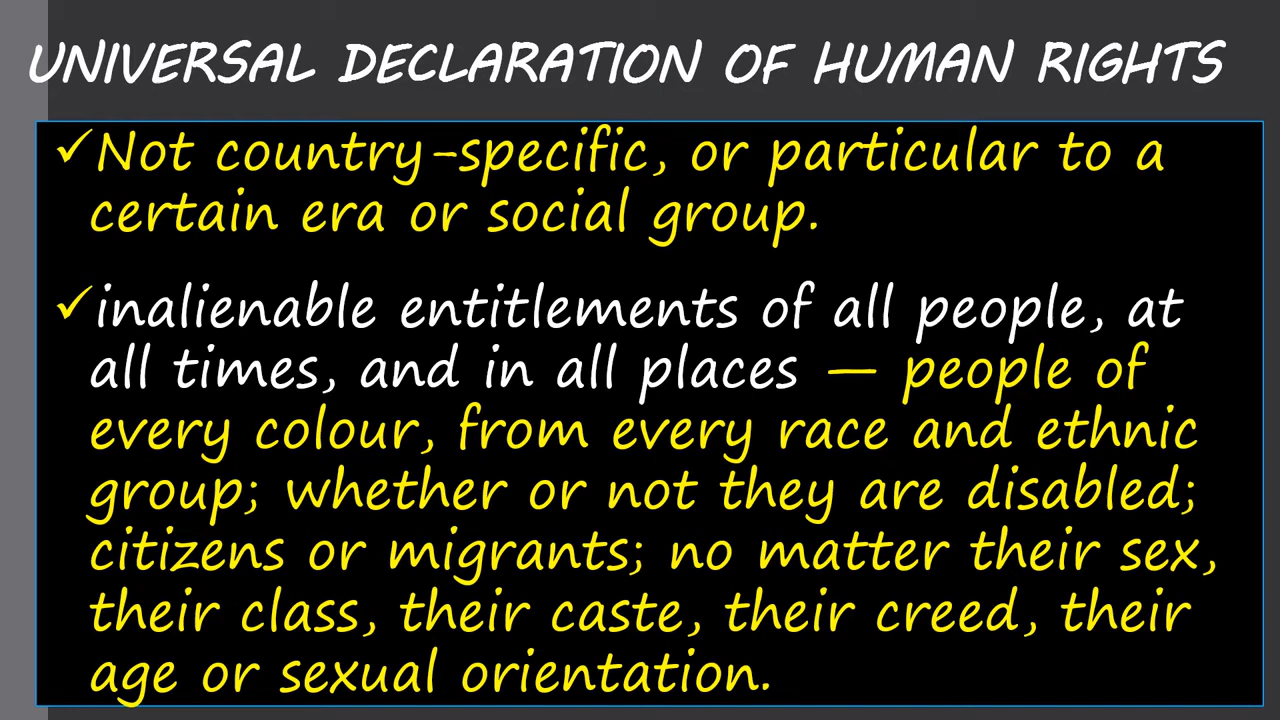 UNIVERSAL DECLARATION OF HUMAN RIGHTS
✓Not country-specific, or particular to a
certain era or social group.
✓inalienable entitlements of all people, at
all times, and in all places — people of
every colour, from every race and ethnic
group; whether or not they are disabled;
citizens or migrants; no matter their sex,
their class, their caste, their creed, their
age or sexual orientation.